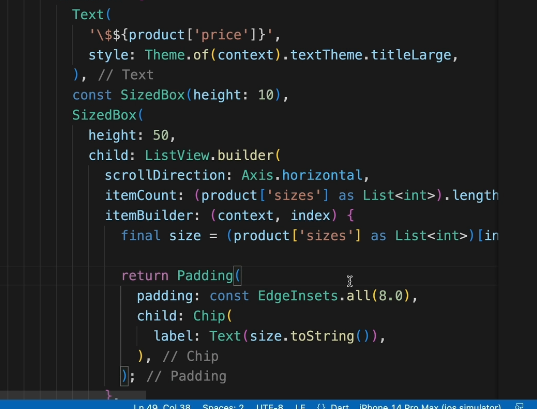 Text(
'\$${product['price']}',
style: Theme.of(context).textTheme.titleLarge,
), // Text
const SizedBox(height: 10),
SizedBox(
height: 50,
child: ListView.builder(
scrollDirection: Axis.horizontal,
itemCount: (product['sizes'] as List<int>).length
itemBuilder: (context, index) {
final size = (product['sizes'] as List<int>)[in
return Padding(
padding: const EdgeInsets.all(8.0),
child: Chip(
label: Text(size.toString()),
), // Chip
); // Padding
},
Ln 49, Col 38 Spaces: 2 UTF-8 LF {} Dart iPhone 14 Pro Max (ios simulator)